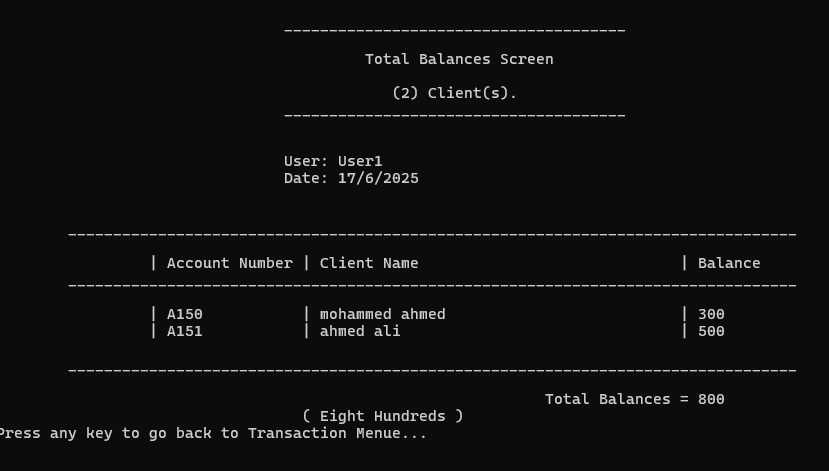 Total Balances Screen
(2) Client(s).
User: User1
Date: 17/6/2025
| Account Number | Client Name | Balance
| A150 | mohammed ahmed | 300
| A151 | ahmed ali | 500
Total Balances = 800
( Eight Hundreds )
Press any key to go back to Transaction Menue...